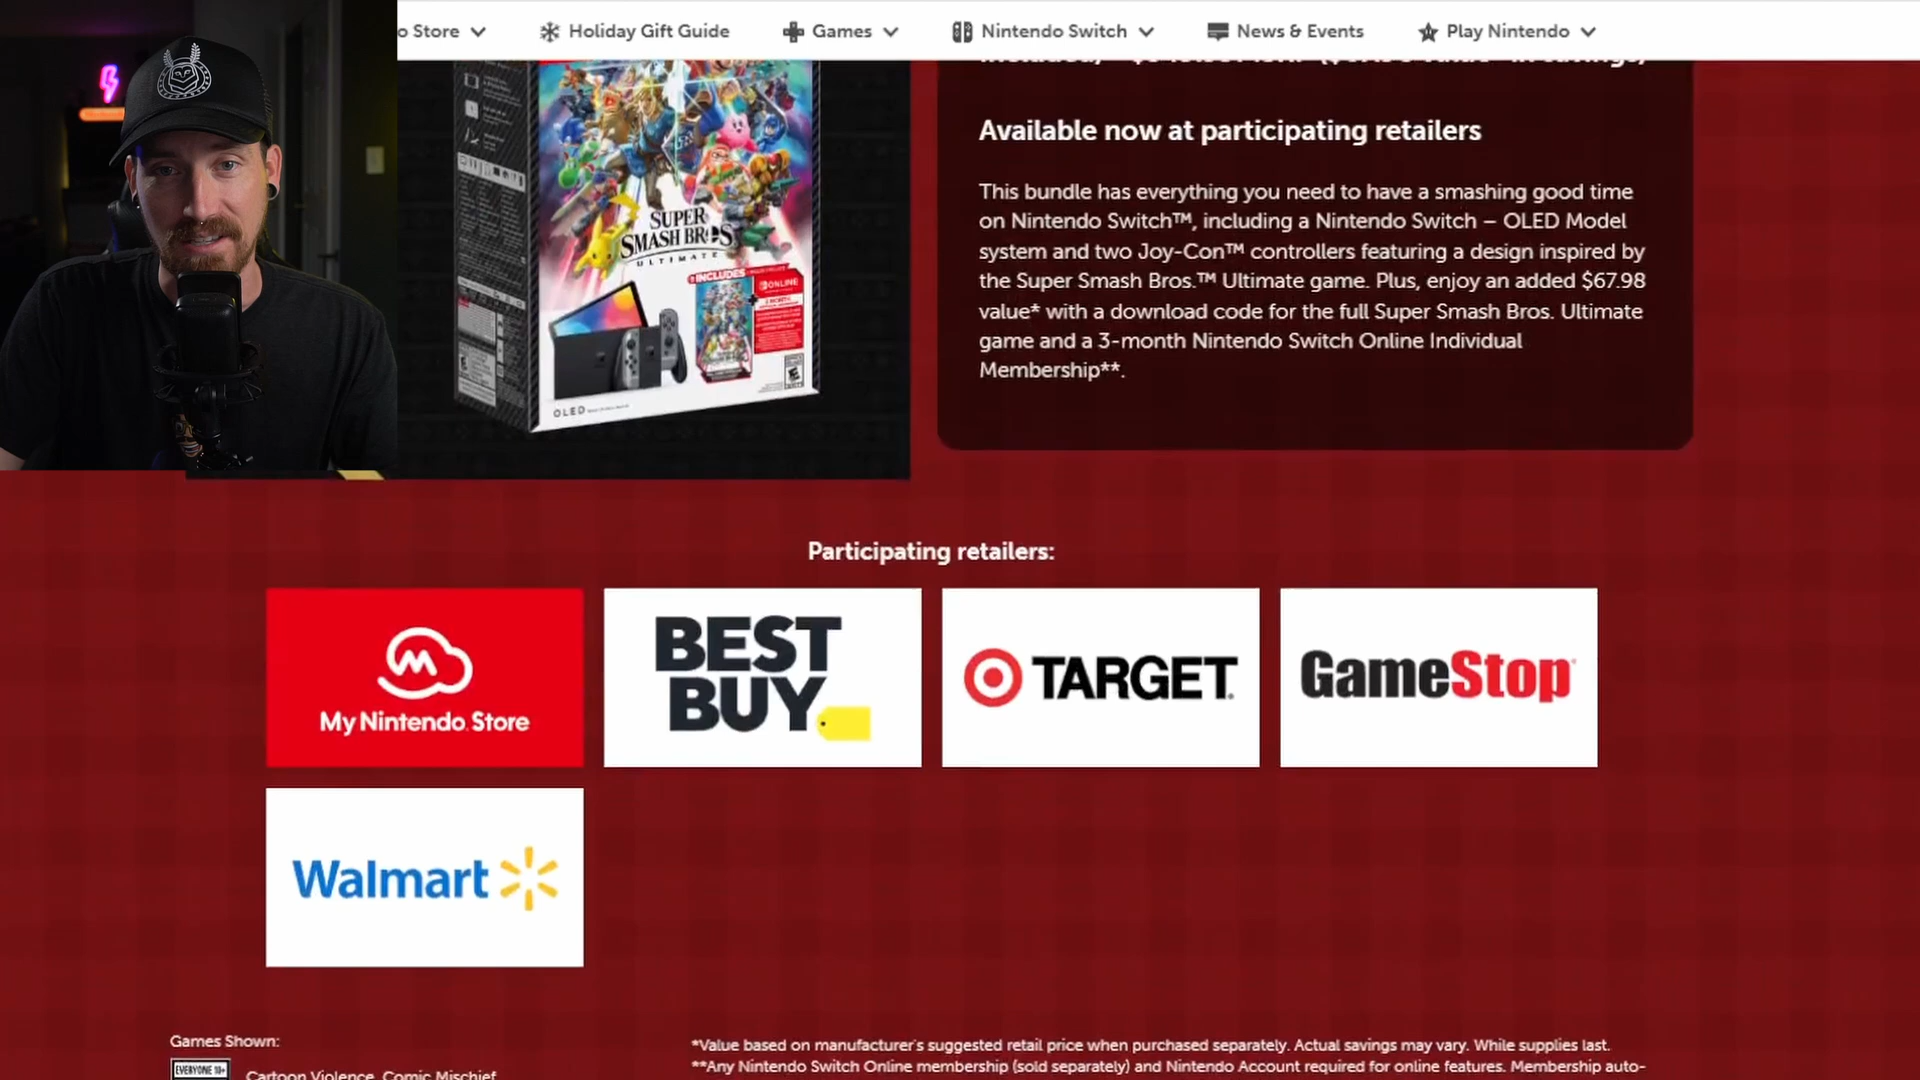 o Store
Holiday Gift Guide
Games
Nintendo Switch
News & Events
Play Nintendo
Available now at participating retailers
This bundle has everything you need to have a smashing good time
on Nintendo Switch™, including a Nintendo Switch – OLED Model
system and two Joy-Con™ controllers featuring a design inspired by
the Super Smash Bros.™ Ultimate game. Plus, enjoy an added $67.98
value* with a download code for the full Super Smash Bros. Ultimate
game and a 3-month Nintendo Switch Online Individual
Membership**.
SUPER
SMASH BROS
ULTIMATE
INCLUDES
ONLINE
OLED
Participating retailers:
My Nintendo Store
BEST
BUY
TARGET
GameStop
Walmart
Games Shown:
EVERYONE 10+
Cartoon Violence, Comic Mischief
*Value based on manufacturer's suggested retail price when purchased separately. Actual savings may vary. While supplies last.
**Any Nintendo Switch Online membership (sold separately) and Nintendo Account required for online features. Membership auto-